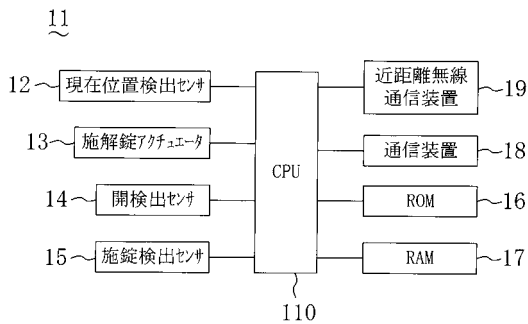 11
12
現在位置検出ｾﾝｻ
13
施解錠ｱｸﾁｭｴｰﾀ
14
開検出ｾﾝｻ
15
施錠検出ｾﾝｻ
CPU
110
近距離無線
通信装置
19
通信装置
18
ROM
16
RAM
17